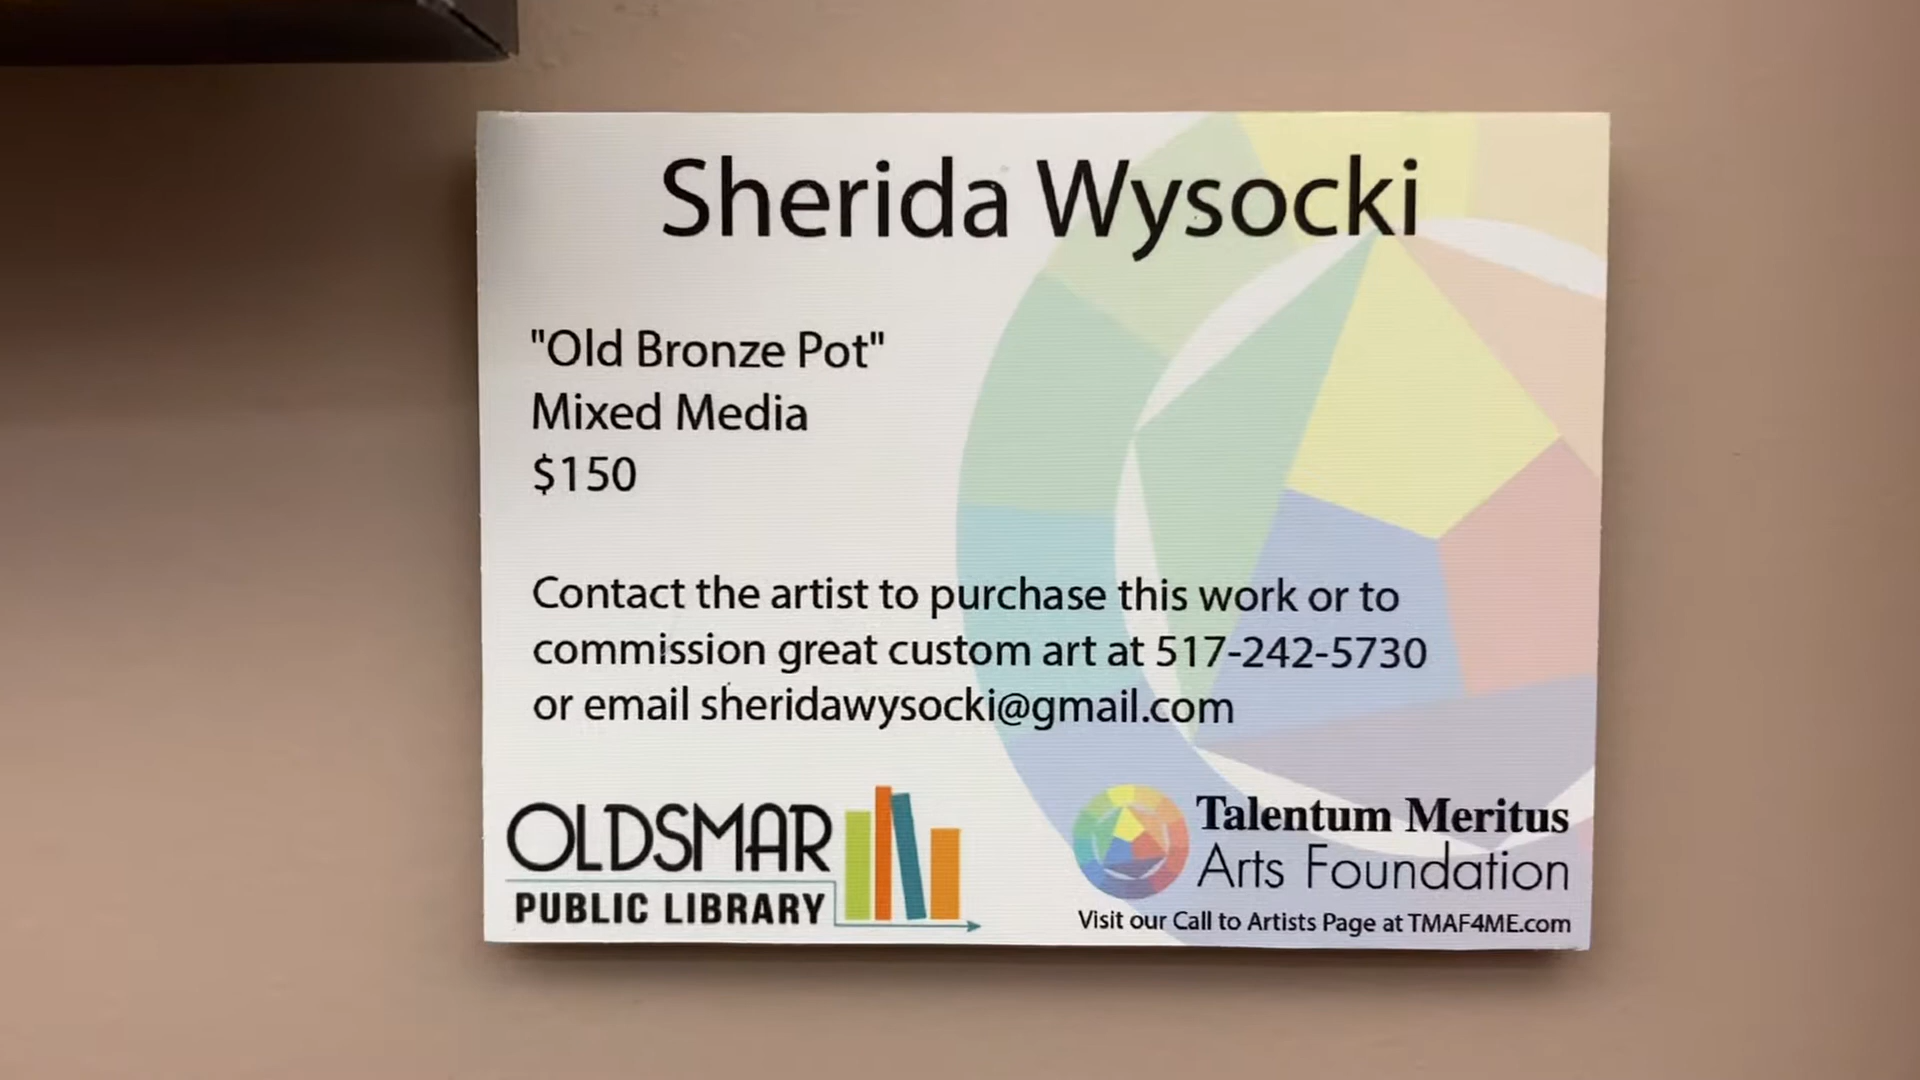 Sherida Wysocki
"Old Bronze Pot"
Mixed Media
$150
Contact the artist to purchase this work or to
commission great custom art at 517-242-5730
or email sheridawysocki@gmail.com
OLDSMAR
PUBLIC LIBRARY
Talentum Meritus
Arts Foundation
Visit our Call to Artists Page at TMAF4ME.com